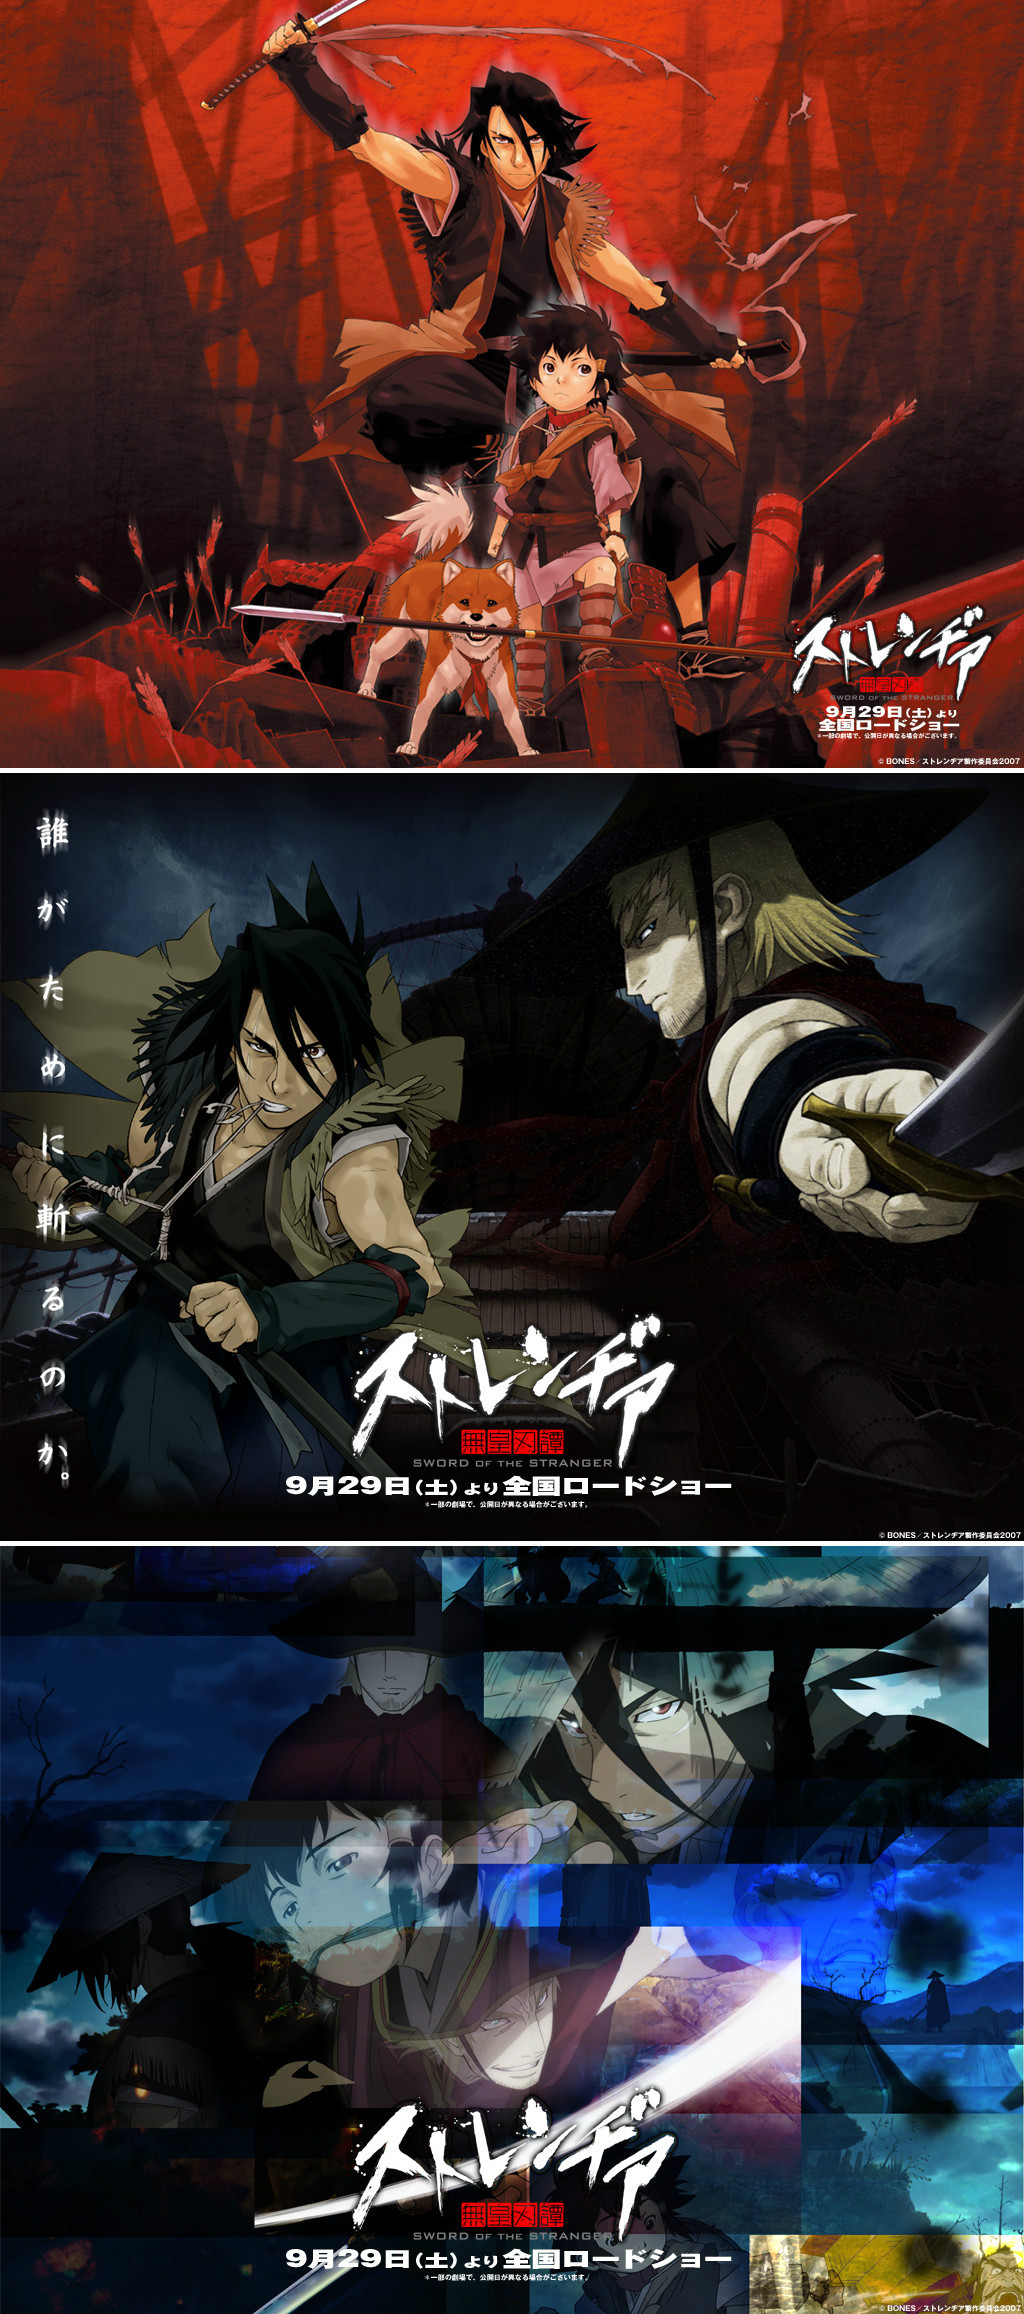 ストレンヂア
無皇刃譚
SWORD OF THE STRANGER
9月29日(土)より
全国ロードショー
*一部の劇場で、公開日が異なる場合がございます。
© BONES/ストレンヂア製作委員会2007
誰がために斬るのか。
ストレンヂア
無皇刃譚
SWORD OF THE STRANGER
9月29日(土)より全国ロードショー
*一部の劇場で、公開日が異なる場合がございます。
© BONES/ストレンヂア製作委員会2007
ストレンヂア
無皇刃譚
SWORD OF THE STRANGER
9月29日(土)より全国ロードショー
*一部の劇場で、公開日が異なる場合がございます。
© BONES/ストレンヂア製作委員会2007